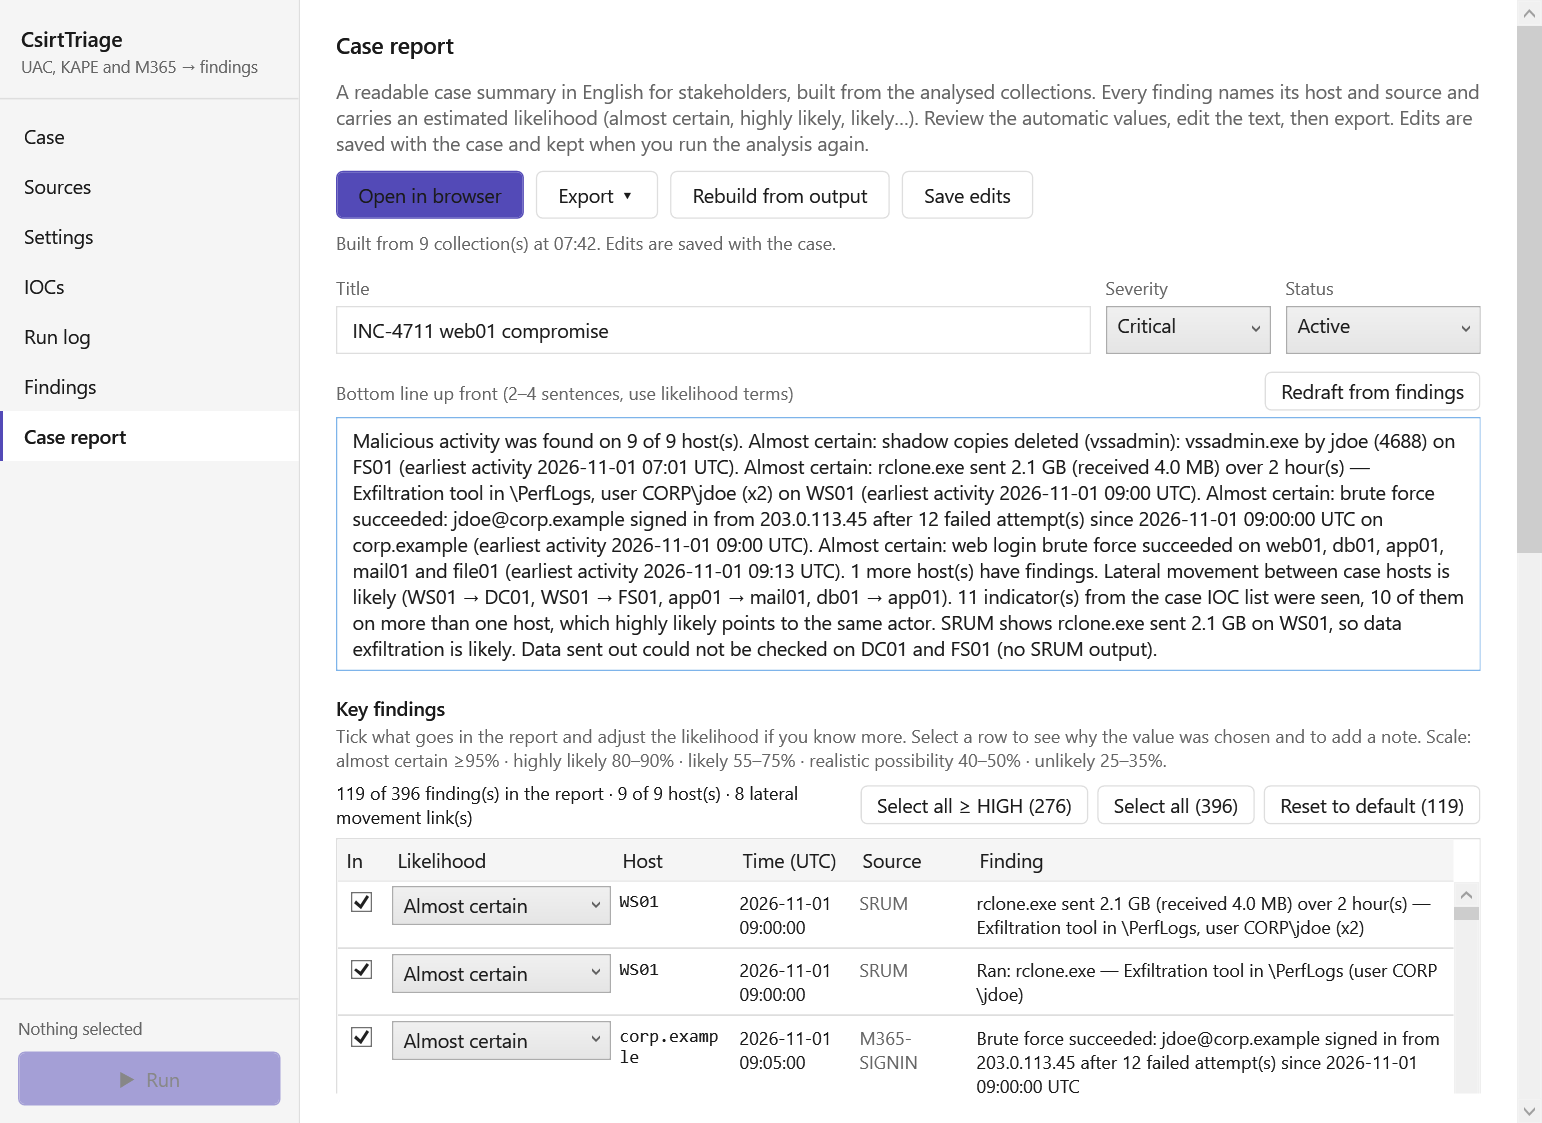 CsirtTriage
UAC, KAPE and M365 → findings
Case
Sources
Settings
IOCs
Run log
Findings
Case report
Nothing selected
Run
Case report
A readable case summary in English for stakeholders, built from the analysed collections. Every finding names its host and source and
carries an estimated likelihood (almost certain, highly likely, likely...). Review the automatic values, edit the text, then export. Edits are
saved with the case and kept when you run the analysis again.
Open in browser
Export ▾
Rebuild from output
Save edits
Built from 9 collection(s) at 07:42. Edits are saved with the case.
Title
Severity
Status
INC-4711 web01 compromise
Critical
Active
Bottom line up front (2–4 sentences, use likelihood terms)
Redraft from findings
Malicious activity was found on 9 of 9 host(s). Almost certain: shadow copies deleted (vssadmin): vssadmin.exe by jdoe (4688) on
FS01 (earliest activity 2026-11-01 07:01 UTC). Almost certain: rclone.exe sent 2.1 GB (received 4.0 MB) over 2 hour(s) —
Exfiltration tool in \PerfLogs, user CORP\jdoe (x2) on WS01 (earliest activity 2026-11-01 09:00 UTC). Almost certain: brute force
succeeded: jdoe@corp.example signed in from 203.0.113.45 after 12 failed attempt(s) since 2026-11-01 09:00:00 UTC on
corp.example (earliest activity 2026-11-01 09:00 UTC). Almost certain: web login brute force succeeded on web01, db01, app01,
mail01 and file01 (earliest activity 2026-11-01 09:13 UTC). 1 more host(s) have findings. Lateral movement between case hosts is
likely (WS01 → DC01, WS01 → FS01, app01 → mail01, db01 → app01). 11 indicator(s) from the case IOC list were seen, 10 of them
on more than one host, which highly likely points to the same actor. SRUM shows rclone.exe sent 2.1 GB on WS01, so data
exfiltration is likely. Data sent out could not be checked on DC01 and FS01 (no SRUM output).
Key findings
Tick what goes in the report and adjust the likelihood if you know more. Select a row to see why the value was chosen and to add a note. Scale:
almost certain ≥95% · highly likely 80–90% · likely 55–75% · realistic possibility 40–50% · unlikely 25–35%.
119 of 396 finding(s) in the report · 9 of 9 host(s) · 8 lateral
movement link(s)
Select all ≥ HIGH (276)
Select all (396)
Reset to default (119)
In
Likelihood
Host
Time (UTC)
Source
Finding
Almost certain
WS01
2026-11-01
09:00:00
SRUM
rclone.exe sent 2.1 GB (received 4.0 MB) over 2 hour(s) —
Exfiltration tool in \PerfLogs, user CORP\jdoe (x2)
Almost certain
WS01
2026-11-01
09:00:00
SRUM
Ran: rclone.exe — Exfiltration tool in \PerfLogs (user CORP
\jdoe)
Almost certain
corp.examp
le
2026-11-01
09:05:00
M365-
SIGNIN
Brute force succeeded: jdoe@corp.example signed in from
203.0.113.45 after 12 failed attempt(s) since 2026-11-01
09:00:00 UTC